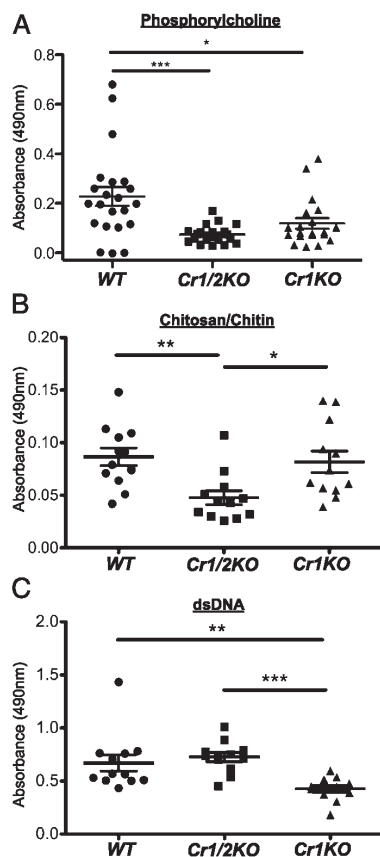 A
Phosphorylcholine
*
***
Absorbance (490nm)
0.8
0.6
0.4
0.2
0.0
WT
Cr1/2KO
Cr1KO
B
Chitosan/Chitin
**
*
Absorbance (490nm)
0.20
0.15
0.10
0.05
0.00
WT
Cr1/2KO
Cr1KO
C
dsDNA
**
***
Absorbance (490nm)
2.0
1.5
1.0
0.5
0.0
WT
Cr1/2KO
Cr1KO